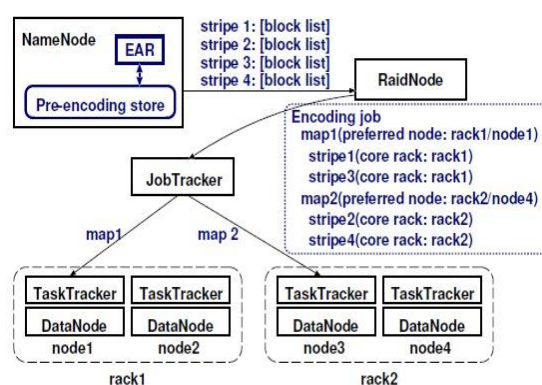 NameNode
EAR
Pre-encoding store
stripe 1: [block list]
stripe 2: [block list]
stripe 3: [block list]
stripe 4: [block list]
RaidNode
Encoding job
map1(preferred node: rack1/node1)
stripe1(core rack: rack1)
stripe3(core rack: rack1)
map2(preferred node: rack2/node4)
stripe2(core rack: rack2)
stripe4(core rack: rack2)
JobTracker
map1
map 2
TaskTracker TaskTracker
DataNode DataNode
node1 node2
rack1
TaskTracker TaskTracker
DataNode DataNode
node3 node4
rack2